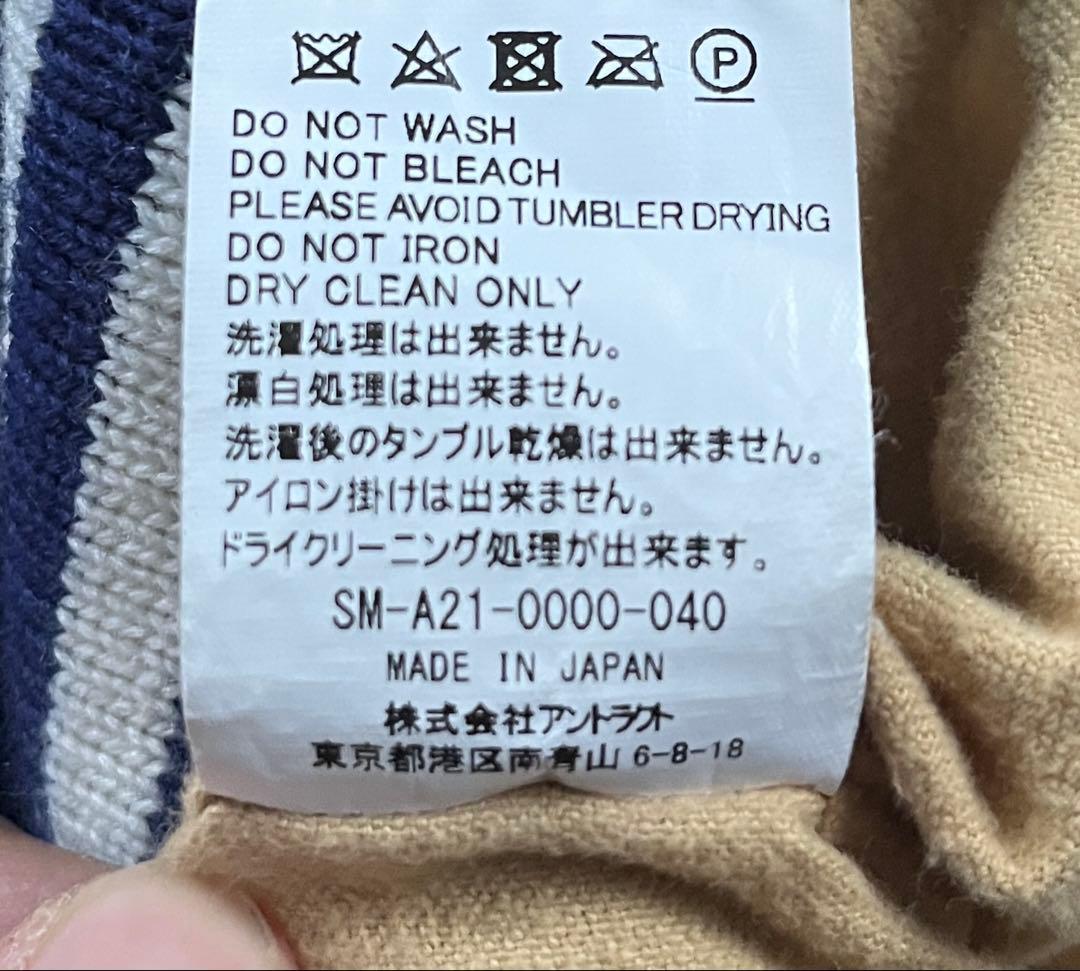 P
DO NOT WASH
DO NOT BLEACH
PLEASE AVOID TUMBLER DRYING
DO NOT IRON
DRY CLEAN ONLY
洗濯処理は出来ません。
漂白処理は出来ません。
洗濯後のタンブル乾燥は出来ません。
アイロン掛けは出来ません。
ドライクリーニング処理が出来ます。
SM-A21-0000-040
MADE IN JAPAN
株式会社アントラクト
東京都港区南青山 6-8-18